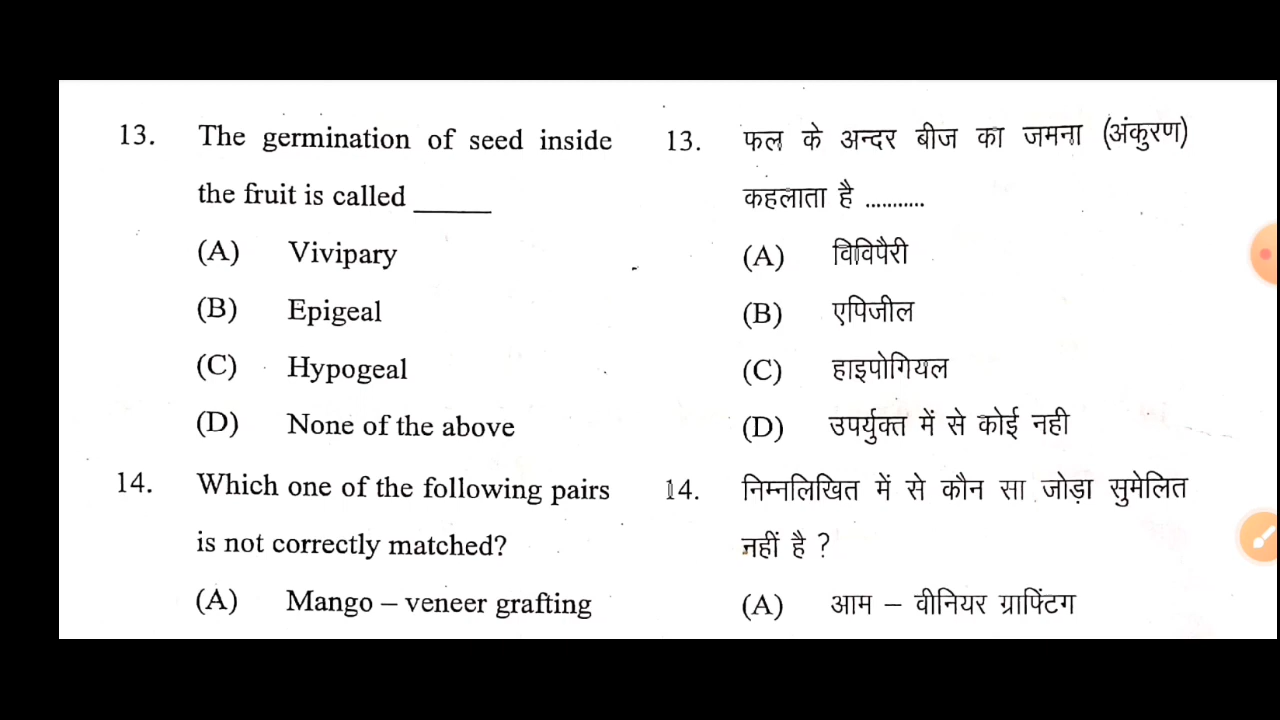 13. The germination of seed inside
the fruit is called ______
(A) Vivipary
(B) Epigeal
(C) Hypogeal
(D) None of the above
14. Which one of the following pairs
is not correctly matched?
(A) Mango – veneer grafting
13. फल के अन्दर बीज का जमना (अंकुरण)
कहलाता है ...........
(A) विविपैरी
(B) एपिजील
(C) हाइपोगियल
(D) उपर्युक्त में से कोई नही
14. निम्नलिखित में से कौन सा जोड़ा सुमेलित
नहीं है ?
(A) आम – वीनियर ग्राफ्टिंग